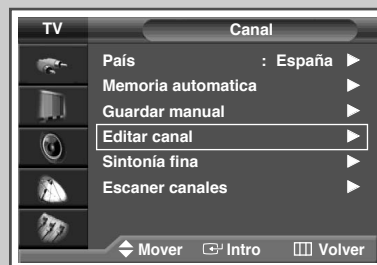 TV Canal
País : España
Memoria automatica
Guardar manual
Editar canal
Sintonía fina
Escaner canales
Mover Intro Volver